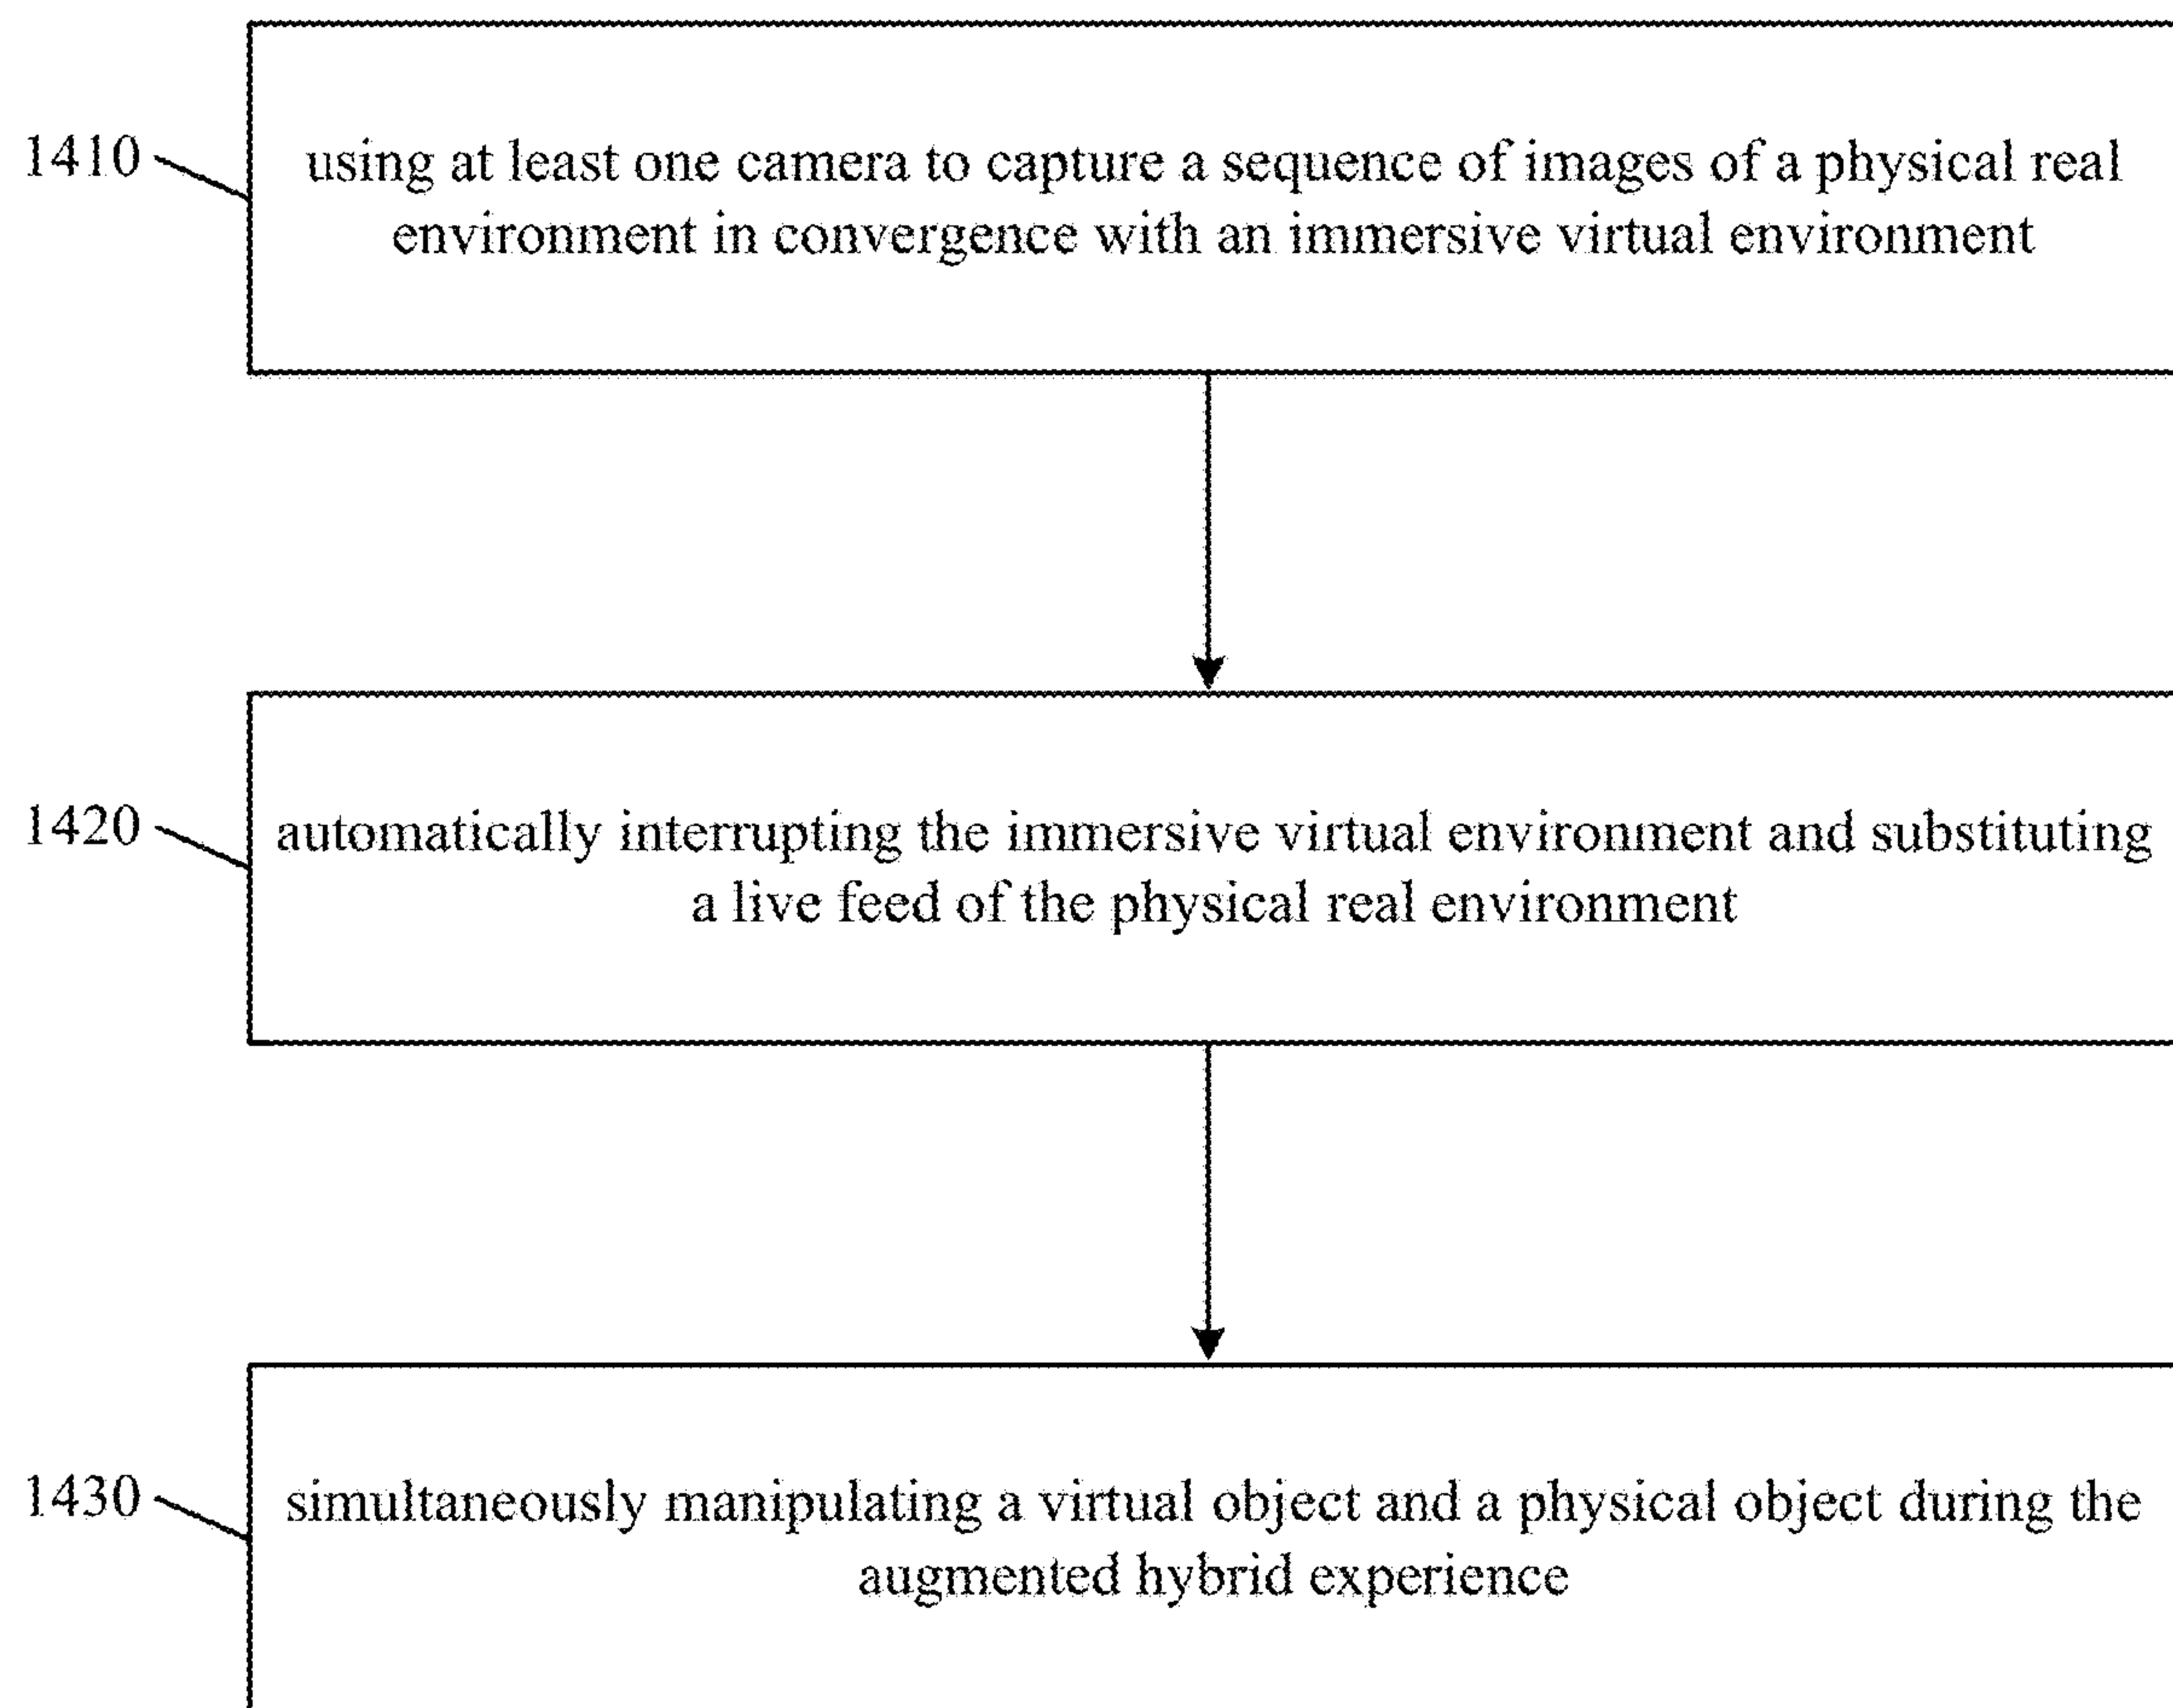 1410
using at least one camera to capture a sequence of images of a physical real
environment in convergence with an immersive virtual environment
1420
automatically interrupting the immersive virtual environment and substituting
a live feed of the physical real environment
1430
simultaneously manipulating a virtual object and a physical object during the
augmented hybrid experience